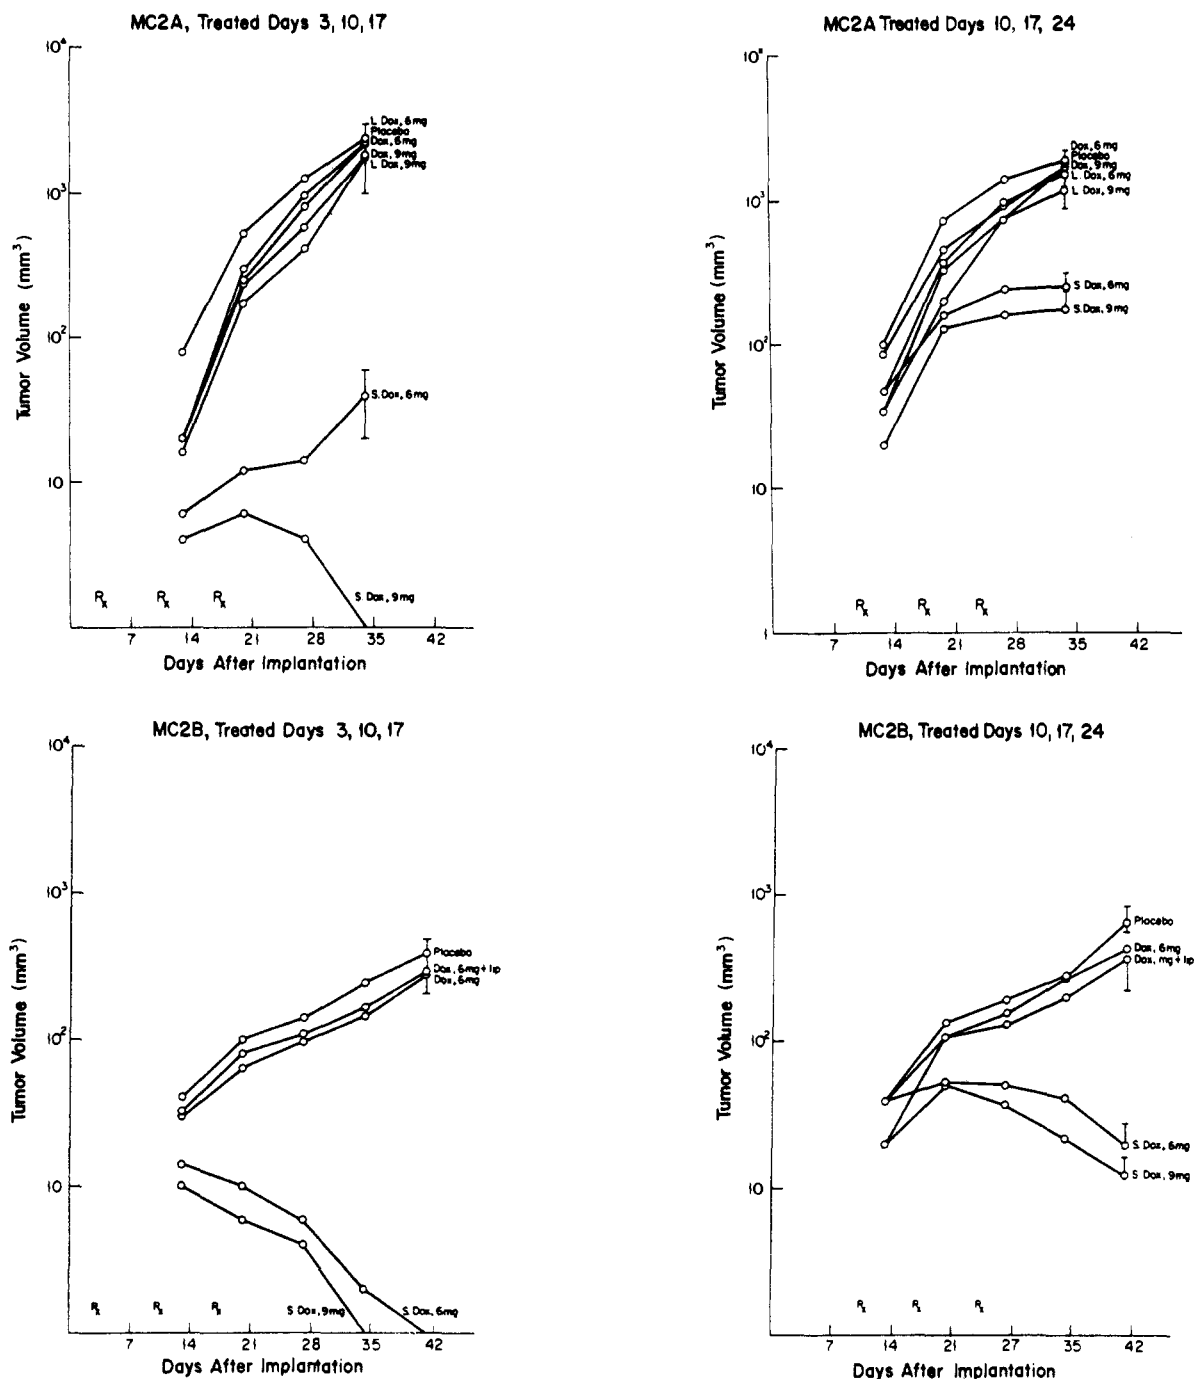 MC2A, Treated Days 3, 10, 17
10⁴
10³
10²
10
Tumor Volume (mm³)
L. Dox, 6mg
Placebo
Dox, 6mg
Dox, 9mg
L. Dox, 9mg
S. Dox, 6mg
S. Dox, 9mg
Rx Rx Rx
7 14 21 28 35 42
Days After Implantation
MC2A Treated Days 10, 17, 24
10³
10²
10
1
Tumor Volume (mm³)
Dox, 6mg
Placebo
Dox, 9mg
L. Dox, 6mg
L. Dox, 9mg
S. Dox, 6mg
S. Dox, 9mg
Rx Rx Rx
7 14 21 28 35 42
Days After Implantation
MC2B, Treated Days 3, 10, 17
10⁴
10³
10²
10
Tumor Volume (mm³)
Placebo
Dox, 6mg + lip
Dox, 6mg
Rx Rx Rx
S. Dox, 9mg
S. Dox, 6mg
7 14 21 28 35 42
Days After Implantation
MC2B, Treated Days 10, 17, 24
10⁴
10³
10²
10
Tumor Volume (mm³)
Placebo
Dox, 6mg
Dox, mg + lip
S. Dox, 6mg
S. Dox, 9mg
Rx Rx Rx
7 14 21 27 35 42
Days After Implantation